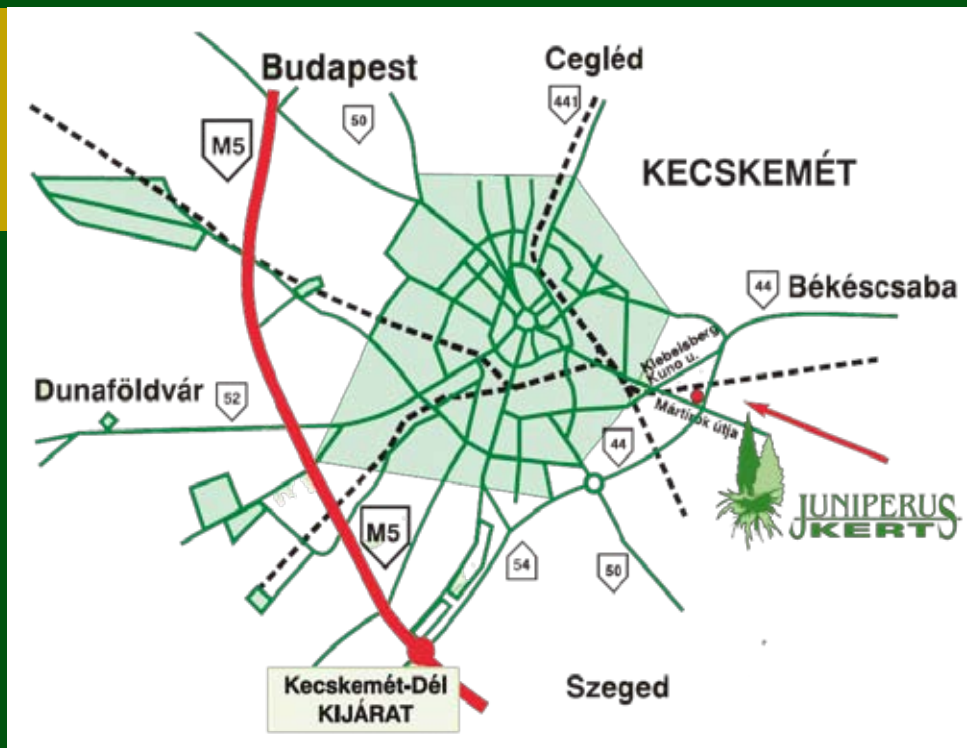 Budapest
Cegléd
441
50
M5
KECSKEMÉT
44
Békéscsaba
Klebelsberg
Kuno u.
Dunaföldvár
52
Mártírok útja
44
JUNIPERUS
KERT
M5
54
50
Kecskemét-Dél
KIJÁRAT
Szeged